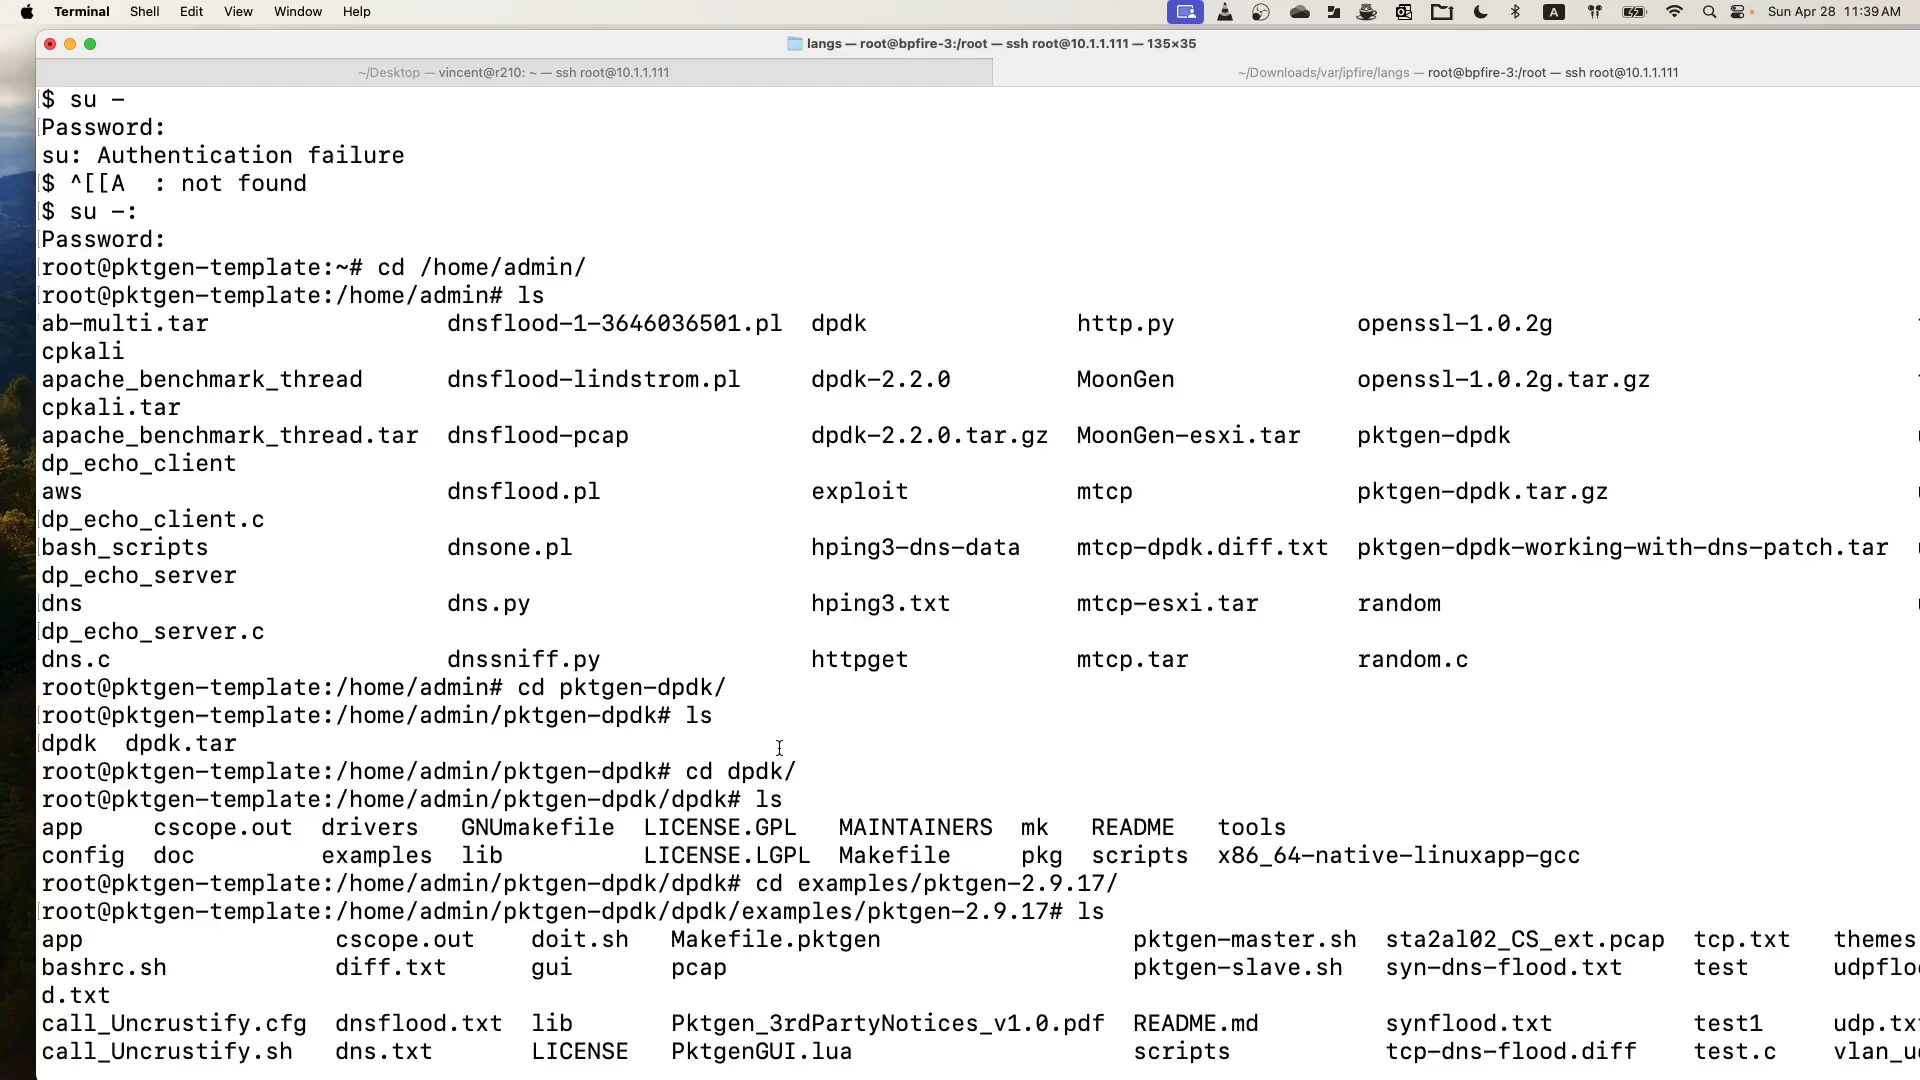 Terminal Shell Edit View Window Help A Sun Apr 28 11:39 AM
langs — root@bpfire-3:/root — ssh root@10.1.1.111 — 135×35
~/Desktop — vincent@r210: ~ — ssh root@10.1.1.111 ~/Downloads/var/ipfire/langs — root@bpfire-3:/root — ssh root@10.1.1.111
$ su -
Password:
su: Authentication failure
$ ^[[A : not found
$ su -:
Password:
root@pktgen-template:~# cd /home/admin/
root@pktgen-template:/home/admin# ls
ab-multi.tar dnsflood-1-3646036501.pl dpdk http.py openssl-1.0.2g
cpkali
apache_benchmark_thread dnsflood-lindstrom.pl dpdk-2.2.0 MoonGen openssl-1.0.2g.tar.gz
cpkali.tar
apache_benchmark_thread.tar dnsflood-pcap dpdk-2.2.0.tar.gz MoonGen-esxi.tar pktgen-dpdk
dp_echo_client
aws dnsflood.pl exploit mtcp pktgen-dpdk.tar.gz
dp_echo_client.c
bash_scripts dnsone.pl hping3-dns-data mtcp-dpdk.diff.txt pktgen-dpdk-working-with-dns-patch.tar
dp_echo_server
dns dns.py hping3.txt mtcp-esxi.tar random
dp_echo_server.c
dns.c dnssniff.py httpget mtcp.tar random.c
root@pktgen-template:/home/admin# cd pktgen-dpdk/
root@pktgen-template:/home/admin/pktgen-dpdk# ls
dpdk dpdk.tar
root@pktgen-template:/home/admin/pktgen-dpdk# cd dpdk/
root@pktgen-template:/home/admin/pktgen-dpdk/dpdk# ls
app cscope.out drivers GNUmakefile LICENSE.GPL MAINTAINERS mk README tools
config doc examples lib LICENSE.LGPL Makefile pkg scripts x86_64-native-linuxapp-gcc
root@pktgen-template:/home/admin/pktgen-dpdk/dpdk# cd examples/pktgen-2.9.17/
root@pktgen-template:/home/admin/pktgen-dpdk/dpdk/examples/pktgen-2.9.17# ls
app cscope.out doit.sh Makefile.pktgen pktgen-master.sh sta2al02_CS_ext.pcap tcp.txt themes
bashrc.sh diff.txt gui pcap pktgen-slave.sh syn-dns-flood.txt test udpfloo
d.txt
call_Uncrustify.cfg dnsflood.txt lib Pktgen_3rdPartyNotices_v1.0.pdf README.md synflood.txt test1 udp.tx
call_Uncrustify.sh dns.txt LICENSE PktgenGUI.lua scripts tcp-dns-flood.diff test.c vlan_u